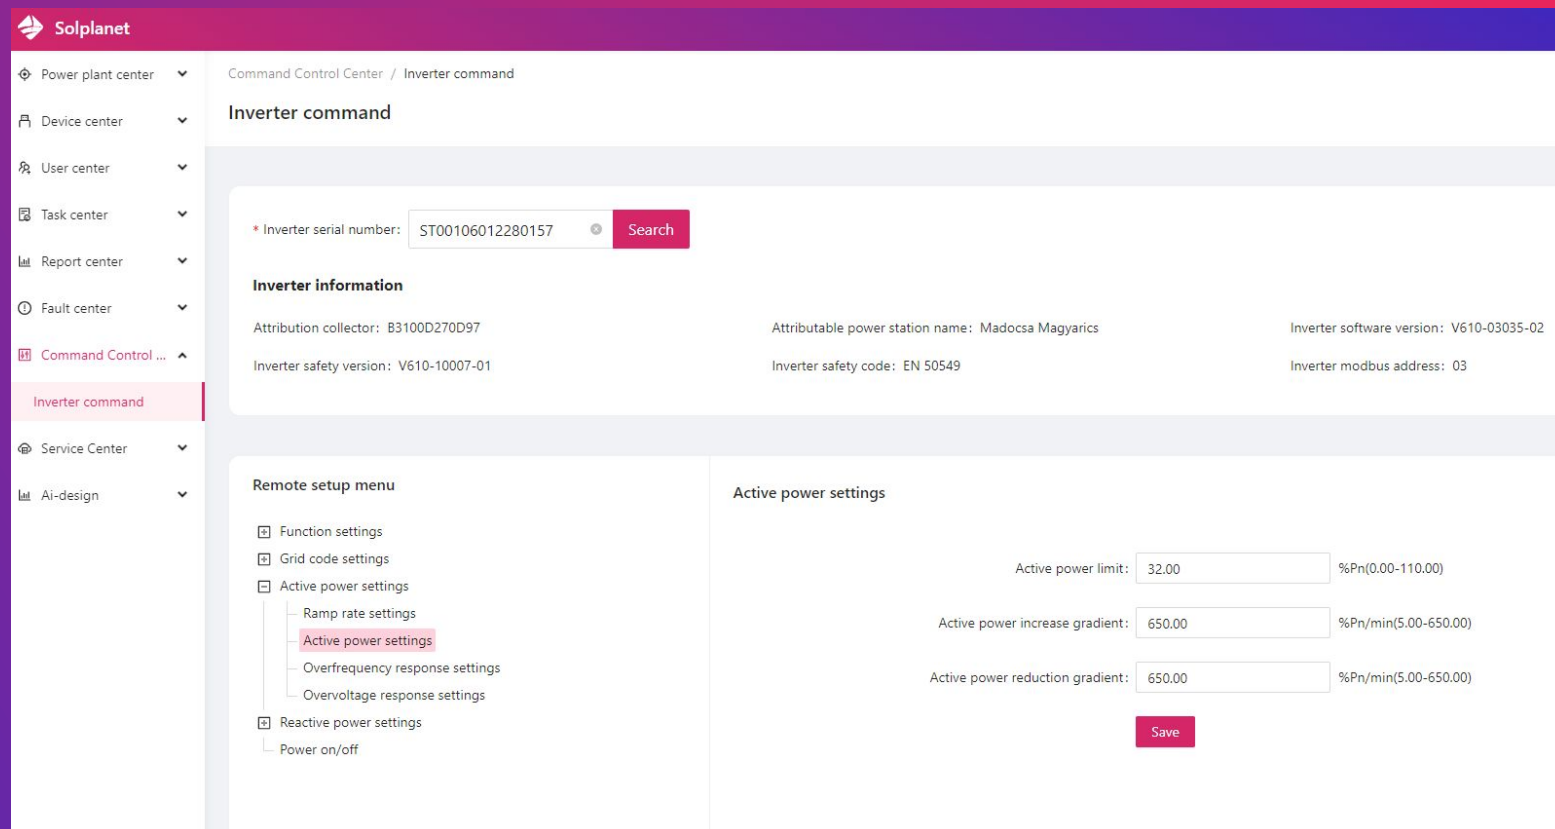 Solplanet
Power plant center
Device center
User center
Task center
Report center
Fault center
Command Control ...
Inverter command
Service Center
Ai-design
Command Control Center / Inverter command
Inverter command
* Inverter serial number: ST00106012280157 Search
Inverter information
Attribution collector: B3100D270D97 Attributable power station name: Madocsa Magyarics Inverter software version: V610-03035-02
Inverter safety version: V610-10007-01 Inverter safety code: EN 50549 Inverter modbus address: 03
Remote setup menu
Function settings
Grid code settings
Active power settings
Ramp rate settings
Active power settings
Overfrequency response settings
Overvoltage response settings
Reactive power settings
Power on/off
Active power settings
Active power limit: 32.00 %Pn(0.00-110.00)
Active power increase gradient: 650.00 %Pn/min(5.00-650.00)
Active power reduction gradient: 650.00 %Pn/min(5.00-650.00)
Save